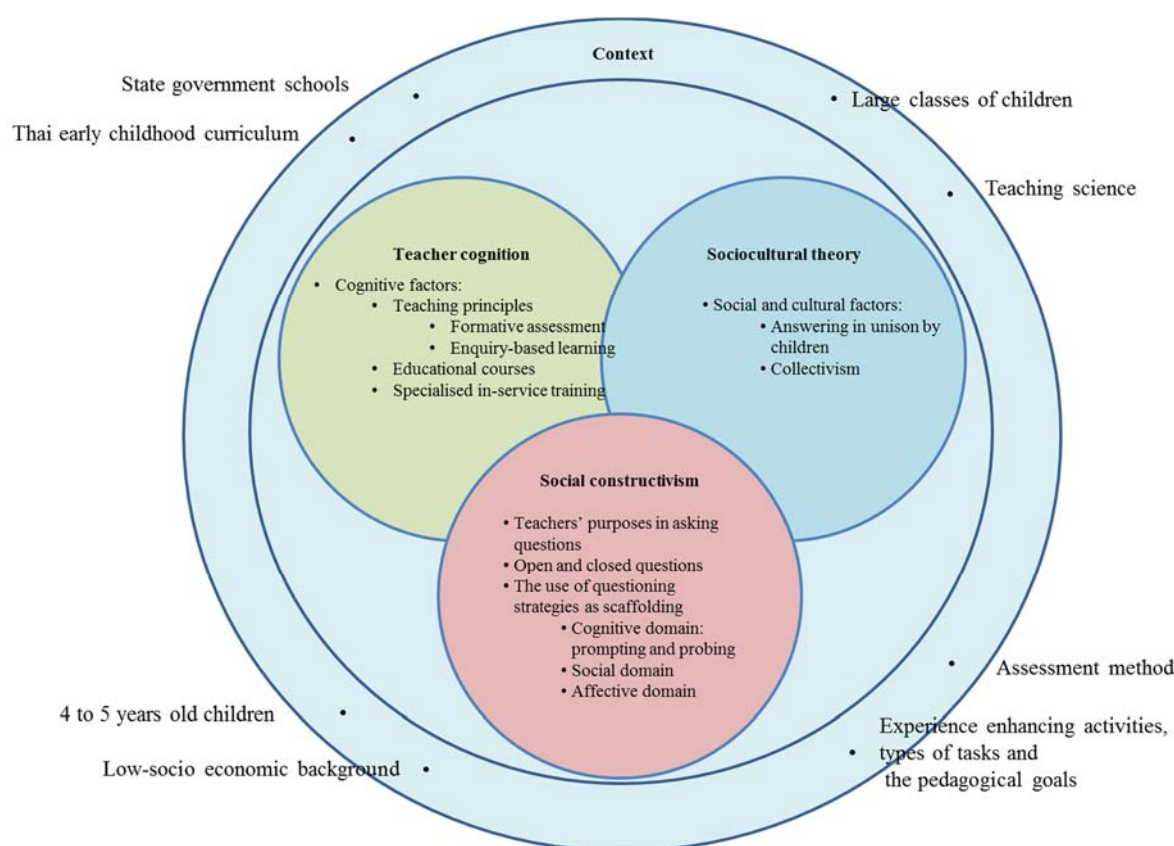 Context
State government schools
• Large classes of children
Thai early childhood curriculum
• Teaching science
Teacher cognition
• Cognitive factors:
• Teaching principles
• Formative assessment
• Enquiry-based learning
• Educational courses
• Specialised in-service training
Sociocultural theory
• Social and cultural factors:
• Answering in unison by
children
• Collectivism
Social constructivism
• Teachers’ purposes in asking
questions
• Open and closed questions
• The use of questioning
strategies as scaffolding
• Cognitive domain:
prompting and probing
• Social domain
• Affective domain
4 to 5 years old children
Low-socio economic background
• Assessment method
• Experience enhancing activities,
types of tasks and
the pedagogical goals